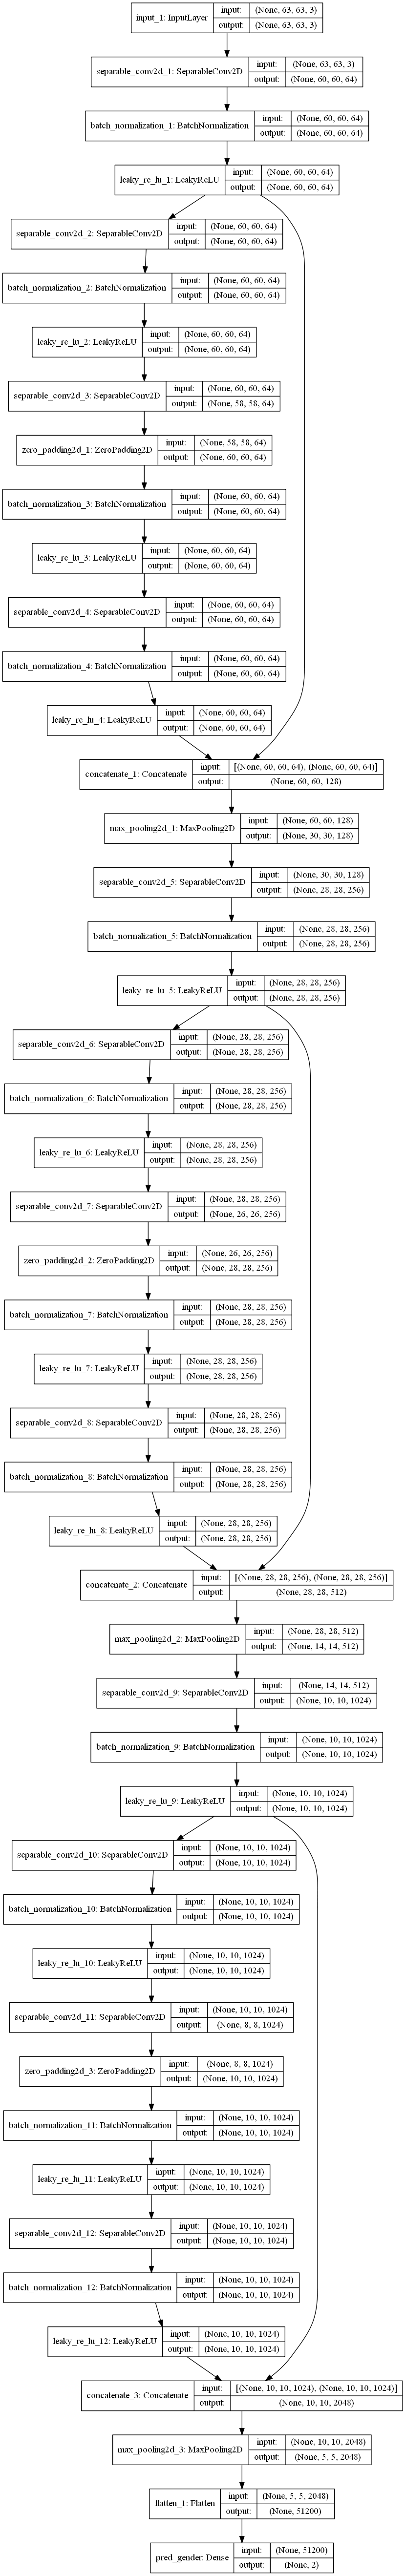 input_1: InputLayer
input: (None, 63, 63, 3)
output: (None, 63, 63, 3)
separable_conv2d_1: SeparableConv2D
input: (None, 63, 63, 3)
output: (None, 60, 60, 64)
batch_normalization_1: BatchNormalization
input: (None, 60, 60, 64)
output: (None, 60, 60, 64)
leaky_re_lu_1: LeakyReLU
input: (None, 60, 60, 64)
output: (None, 60, 60, 64)
separable_conv2d_2: SeparableConv2D
input: (None, 60, 60, 64)
output: (None, 60, 60, 64)
batch_normalization_2: BatchNormalization
input: (None, 60, 60, 64)
output: (None, 60, 60, 64)
leaky_re_lu_2: LeakyReLU
input: (None, 60, 60, 64)
output: (None, 60, 60, 64)
separable_conv2d_3: SeparableConv2D
input: (None, 60, 60, 64)
output: (None, 58, 58, 64)
zero_padding2d_1: ZeroPadding2D
input: (None, 58, 58, 64)
output: (None, 60, 60, 64)
batch_normalization_3: BatchNormalization
input: (None, 60, 60, 64)
output: (None, 60, 60, 64)
leaky_re_lu_3: LeakyReLU
input: (None, 60, 60, 64)
output: (None, 60, 60, 64)
separable_conv2d_4: SeparableConv2D
input: (None, 60, 60, 64)
output: (None, 60, 60, 64)
batch_normalization_4: BatchNormalization
input: (None, 60, 60, 64)
output: (None, 60, 60, 64)
leaky_re_lu_4: LeakyReLU
input: (None, 60, 60, 64)
output: (None, 60, 60, 64)
concatenate_1: Concatenate
input: [(None, 60, 60, 64), (None, 60, 60, 64)]
output: (None, 60, 60, 128)
max_pooling2d_1: MaxPooling2D
input: (None, 60, 60, 128)
output: (None, 30, 30, 128)
separable_conv2d_5: SeparableConv2D
input: (None, 30, 30, 128)
output: (None, 28, 28, 256)
batch_normalization_5: BatchNormalization
input: (None, 28, 28, 256)
output: (None, 28, 28, 256)
leaky_re_lu_5: LeakyReLU
input: (None, 28, 28, 256)
output: (None, 28, 28, 256)
separable_conv2d_6: SeparableConv2D
input: (None, 28, 28, 256)
output: (None, 28, 28, 256)
batch_normalization_6: BatchNormalization
input: (None, 28, 28, 256)
output: (None, 28, 28, 256)
leaky_re_lu_6: LeakyReLU
input: (None, 28, 28, 256)
output: (None, 28, 28, 256)
separable_conv2d_7: SeparableConv2D
input: (None, 28, 28, 256)
output: (None, 26, 26, 256)
zero_padding2d_2: ZeroPadding2D
input: (None, 26, 26, 256)
output: (None, 28, 28, 256)
batch_normalization_7: BatchNormalization
input: (None, 28, 28, 256)
output: (None, 28, 28, 256)
leaky_re_lu_7: LeakyReLU
input: (None, 28, 28, 256)
output: (None, 28, 28, 256)
separable_conv2d_8: SeparableConv2D
input: (None, 28, 28, 256)
output: (None, 28, 28, 256)
batch_normalization_8: BatchNormalization
input: (None, 28, 28, 256)
output: (None, 28, 28, 256)
leaky_re_lu_8: LeakyReLU
input: (None, 28, 28, 256)
output: (None, 28, 28, 256)
concatenate_2: Concatenate
input: [(None, 28, 28, 256), (None, 28, 28, 256)]
output: (None, 28, 28, 512)
max_pooling2d_2: MaxPooling2D
input: (None, 28, 28, 512)
output: (None, 14, 14, 512)
separable_conv2d_9: SeparableConv2D
input: (None, 14, 14, 512)
output: (None, 10, 10, 1024)
batch_normalization_9: BatchNormalization
input: (None, 10, 10, 1024)
output: (None, 10, 10, 1024)
leaky_re_lu_9: LeakyReLU
input: (None, 10, 10, 1024)
output: (None, 10, 10, 1024)
separable_conv2d_10: SeparableConv2D
input: (None, 10, 10, 1024)
output: (None, 10, 10, 1024)
batch_normalization_10: BatchNormalization
input: (None, 10, 10, 1024)
output: (None, 10, 10, 1024)
leaky_re_lu_10: LeakyReLU
input: (None, 10, 10, 1024)
output: (None, 10, 10, 1024)
separable_conv2d_11: SeparableConv2D
input: (None, 10, 10, 1024)
output: (None, 8, 8, 1024)
zero_padding2d_3: ZeroPadding2D
input: (None, 8, 8, 1024)
output: (None, 10, 10, 1024)
batch_normalization_11: BatchNormalization
input: (None, 10, 10, 1024)
output: (None, 10, 10, 1024)
leaky_re_lu_11: LeakyReLU
input: (None, 10, 10, 1024)
output: (None, 10, 10, 1024)
separable_conv2d_12: SeparableConv2D
input: (None, 10, 10, 1024)
output: (None, 10, 10, 1024)
batch_normalization_12: BatchNormalization
input: (None, 10, 10, 1024)
output: (None, 10, 10, 1024)
leaky_re_lu_12: LeakyReLU
input: (None, 10, 10, 1024)
output: (None, 10, 10, 1024)
concatenate_3: Concatenate
input: [(None, 10, 10, 1024), (None, 10, 10, 1024)]
output: (None, 10, 10, 2048)
max_pooling2d_3: MaxPooling2D
input: (None, 10, 10, 2048)
output: (None, 5, 5, 2048)
flatten_1: Flatten
input: (None, 5, 5, 2048)
output: (None, 51200)
pred_gender: Dense
input: (None, 51200)
output: (None, 2)